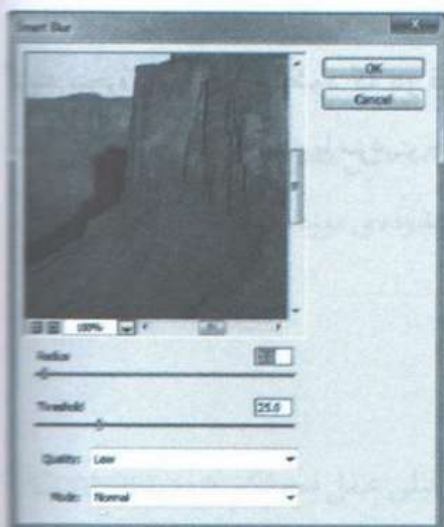 Smart Blur
OK
Cancel
100%
Radius
Threshold 25.0
Quality: Low
Mode: Normal